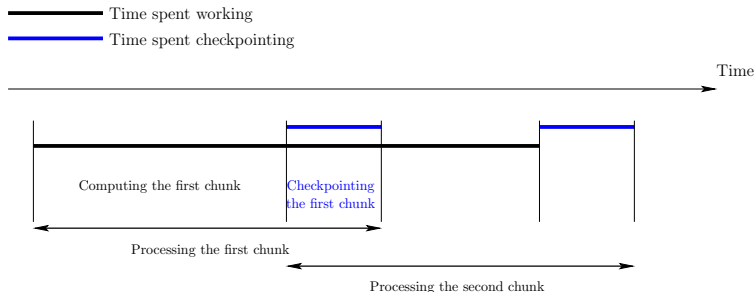 Time spent working
Time spent checkpointing
Time
Computing the first chunk
Checkpointing
the first chunk
Processing the first chunk
Processing the second chunk